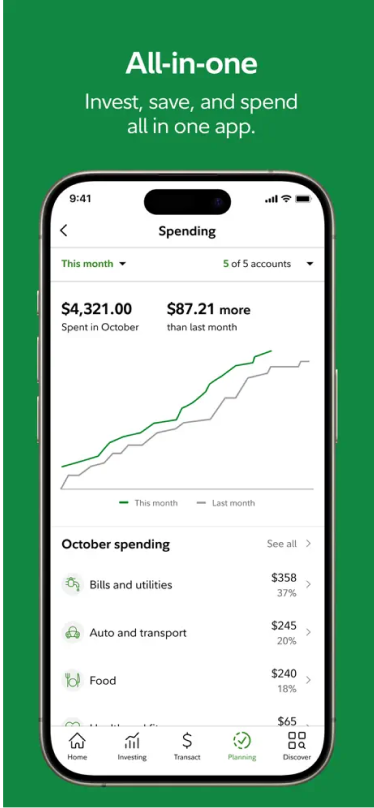 All-in-one
Invest, save, and spend
all in one app.
9:41
Spending
This month
5 of 5 accounts
$4,321.00
$87.21 more
Spent in October
than last month
This month
Last month
October spending
See all
Bills and utilities
$358
37%
Auto and transport
$245
20%
Food
$240
18%
$65
Home
Investing
Transact
Planning
Discover